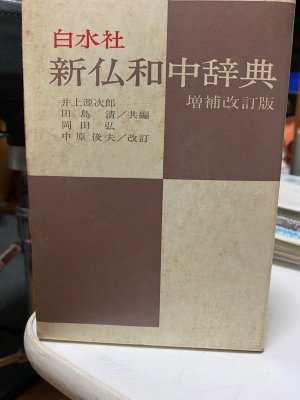 白水社
新仏和中辞典
増補改訂版
井上源次郎
田島 清／共編
岡田 弘
中原俊夫／改訂